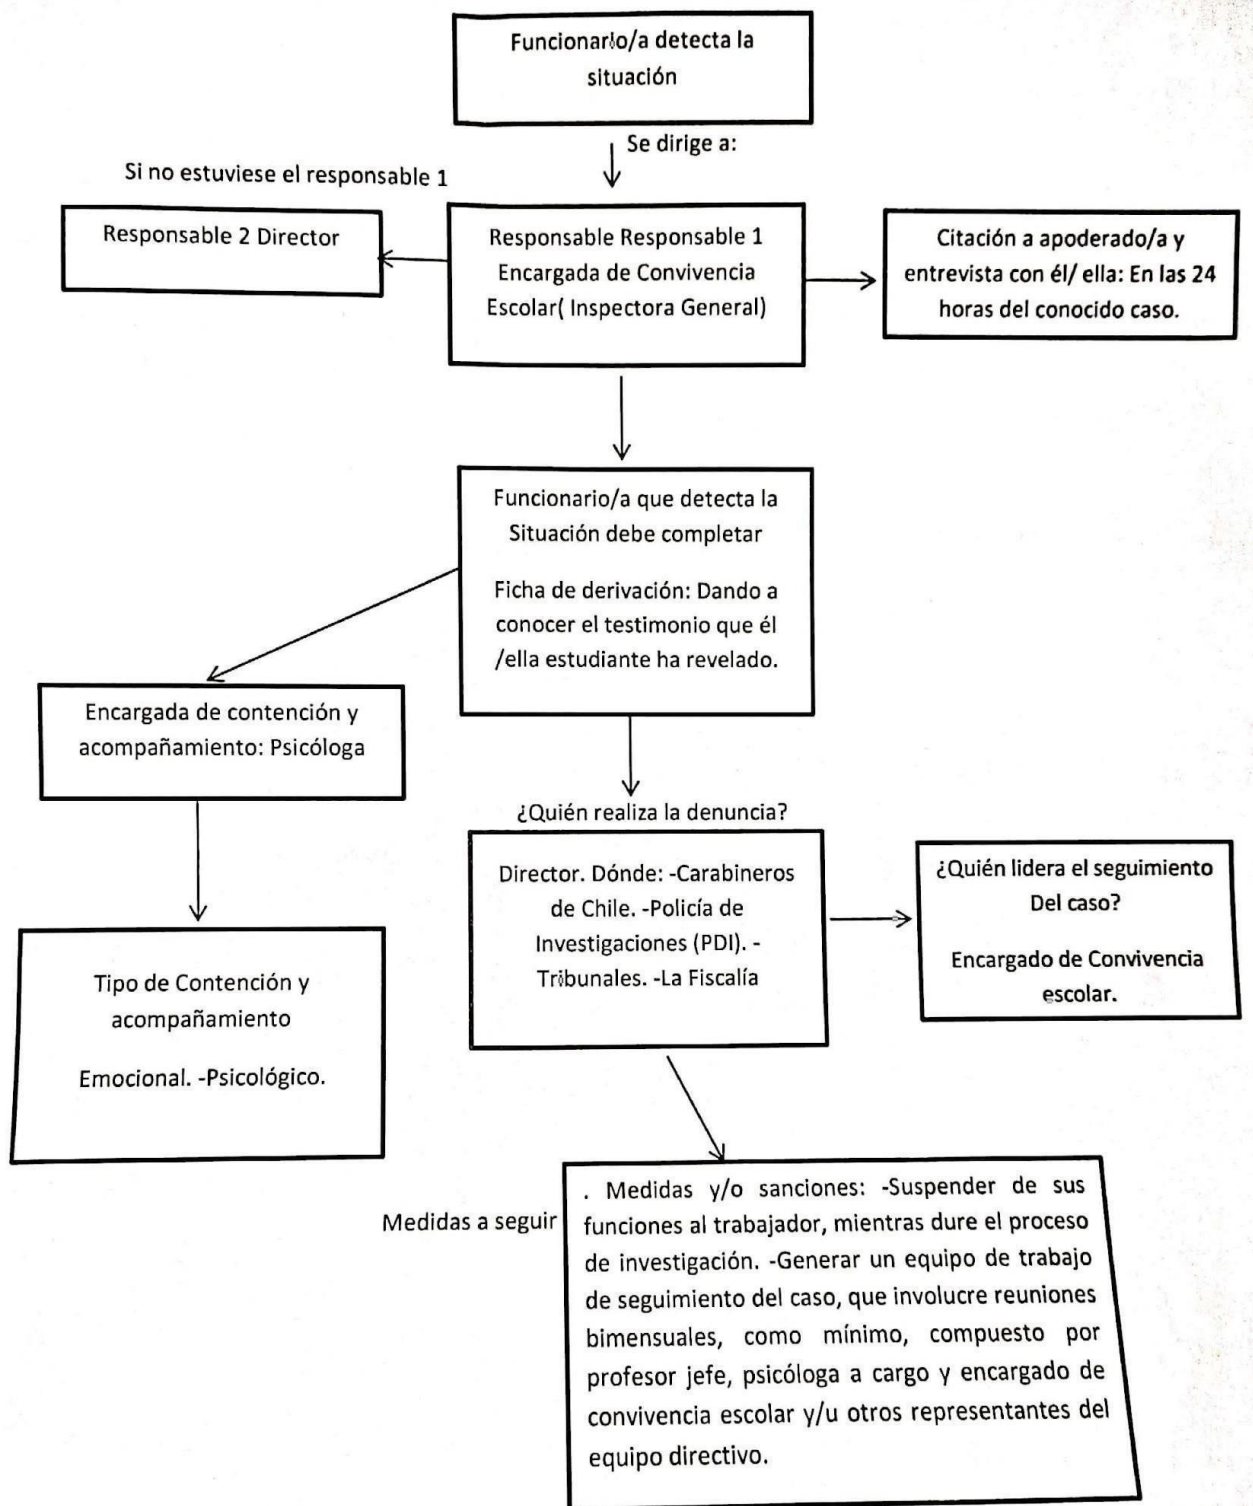 Funcionario/a detecta la
situación
Se dirige a:
Si no estuviese el responsable 1
Responsable 2 Director
Responsable Responsable 1
Encargada de Convivencia
Escolar( Inspectora General)
Citación a apoderado/a y
entrevista con él/ ella: En las 24
horas del conocido caso.
Funcionario/a que detecta la
Situación debe completar
Ficha de derivación: Dando a
conocer el testimonio que él
/ella estudiante ha revelado.
Encargada de contención y
acompañamiento: Psicóloga
¿Quién realiza la denuncia?
Director. Dónde: -Carabineros
de Chile. -Policía de
Investigaciones (PDI). -
Tribunales. -La Fiscalía
¿Quién lidera el seguimiento
Del caso?
Encargado de Convivencia
escolar.
Tipo de Contención y
acompañamiento
Emocional. -Psicológico.
Medidas a seguir
. Medidas y/o sanciones: -Suspender de sus
funciones al trabajador, mientras dure el proceso
de investigación. -Generar un equipo de trabajo
de seguimiento del caso, que involucre reuniones
bimensuales, como mínimo, compuesto por
profesor jefe, psicóloga a cargo y encargado de
convivencia escolar y/u otros representantes del
equipo directivo.